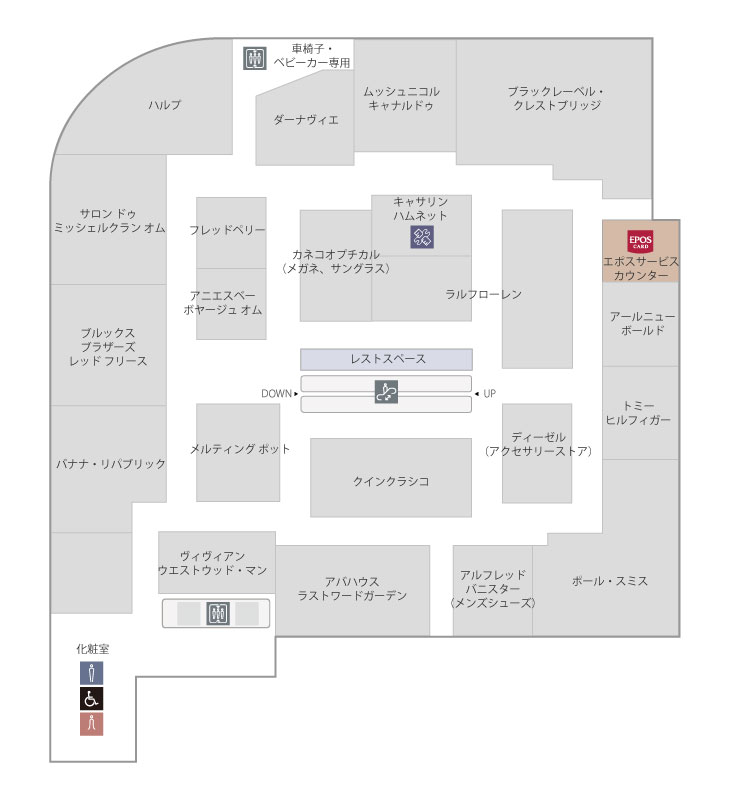 車椅子・
ベビーカー専用
ハルプ
ダーナヴィエ
ムッシュニコル
キャナルドゥ
ブラックレーベル・
クレストブリッジ
サロン ドゥ
ミッシェルクラン オム
フレッドペリー
キャサリン
ハムネット
カネコオプチカル
（メガネ、サングラス）
EPOS
CARD
エポスサービス
カウンター
アニエスベー
ボヤージュ オム
ラルフローレン
アールニュー
ボールド
ブルックス
ブラザーズ
レッド フリース
レストスペース
DOWN
UP
トミー
ヒルフィガー
バナナ・リパブリック
メルティング ポット
クインクラシコ
ディーゼル
（アクセサリーストア）
ヴィヴィアン
ウエストウッド・マン
アバハウス
ラストワードガーデン
アルフレッド
バニスター
（メンズシューズ）
ポール・スミス
化粧室